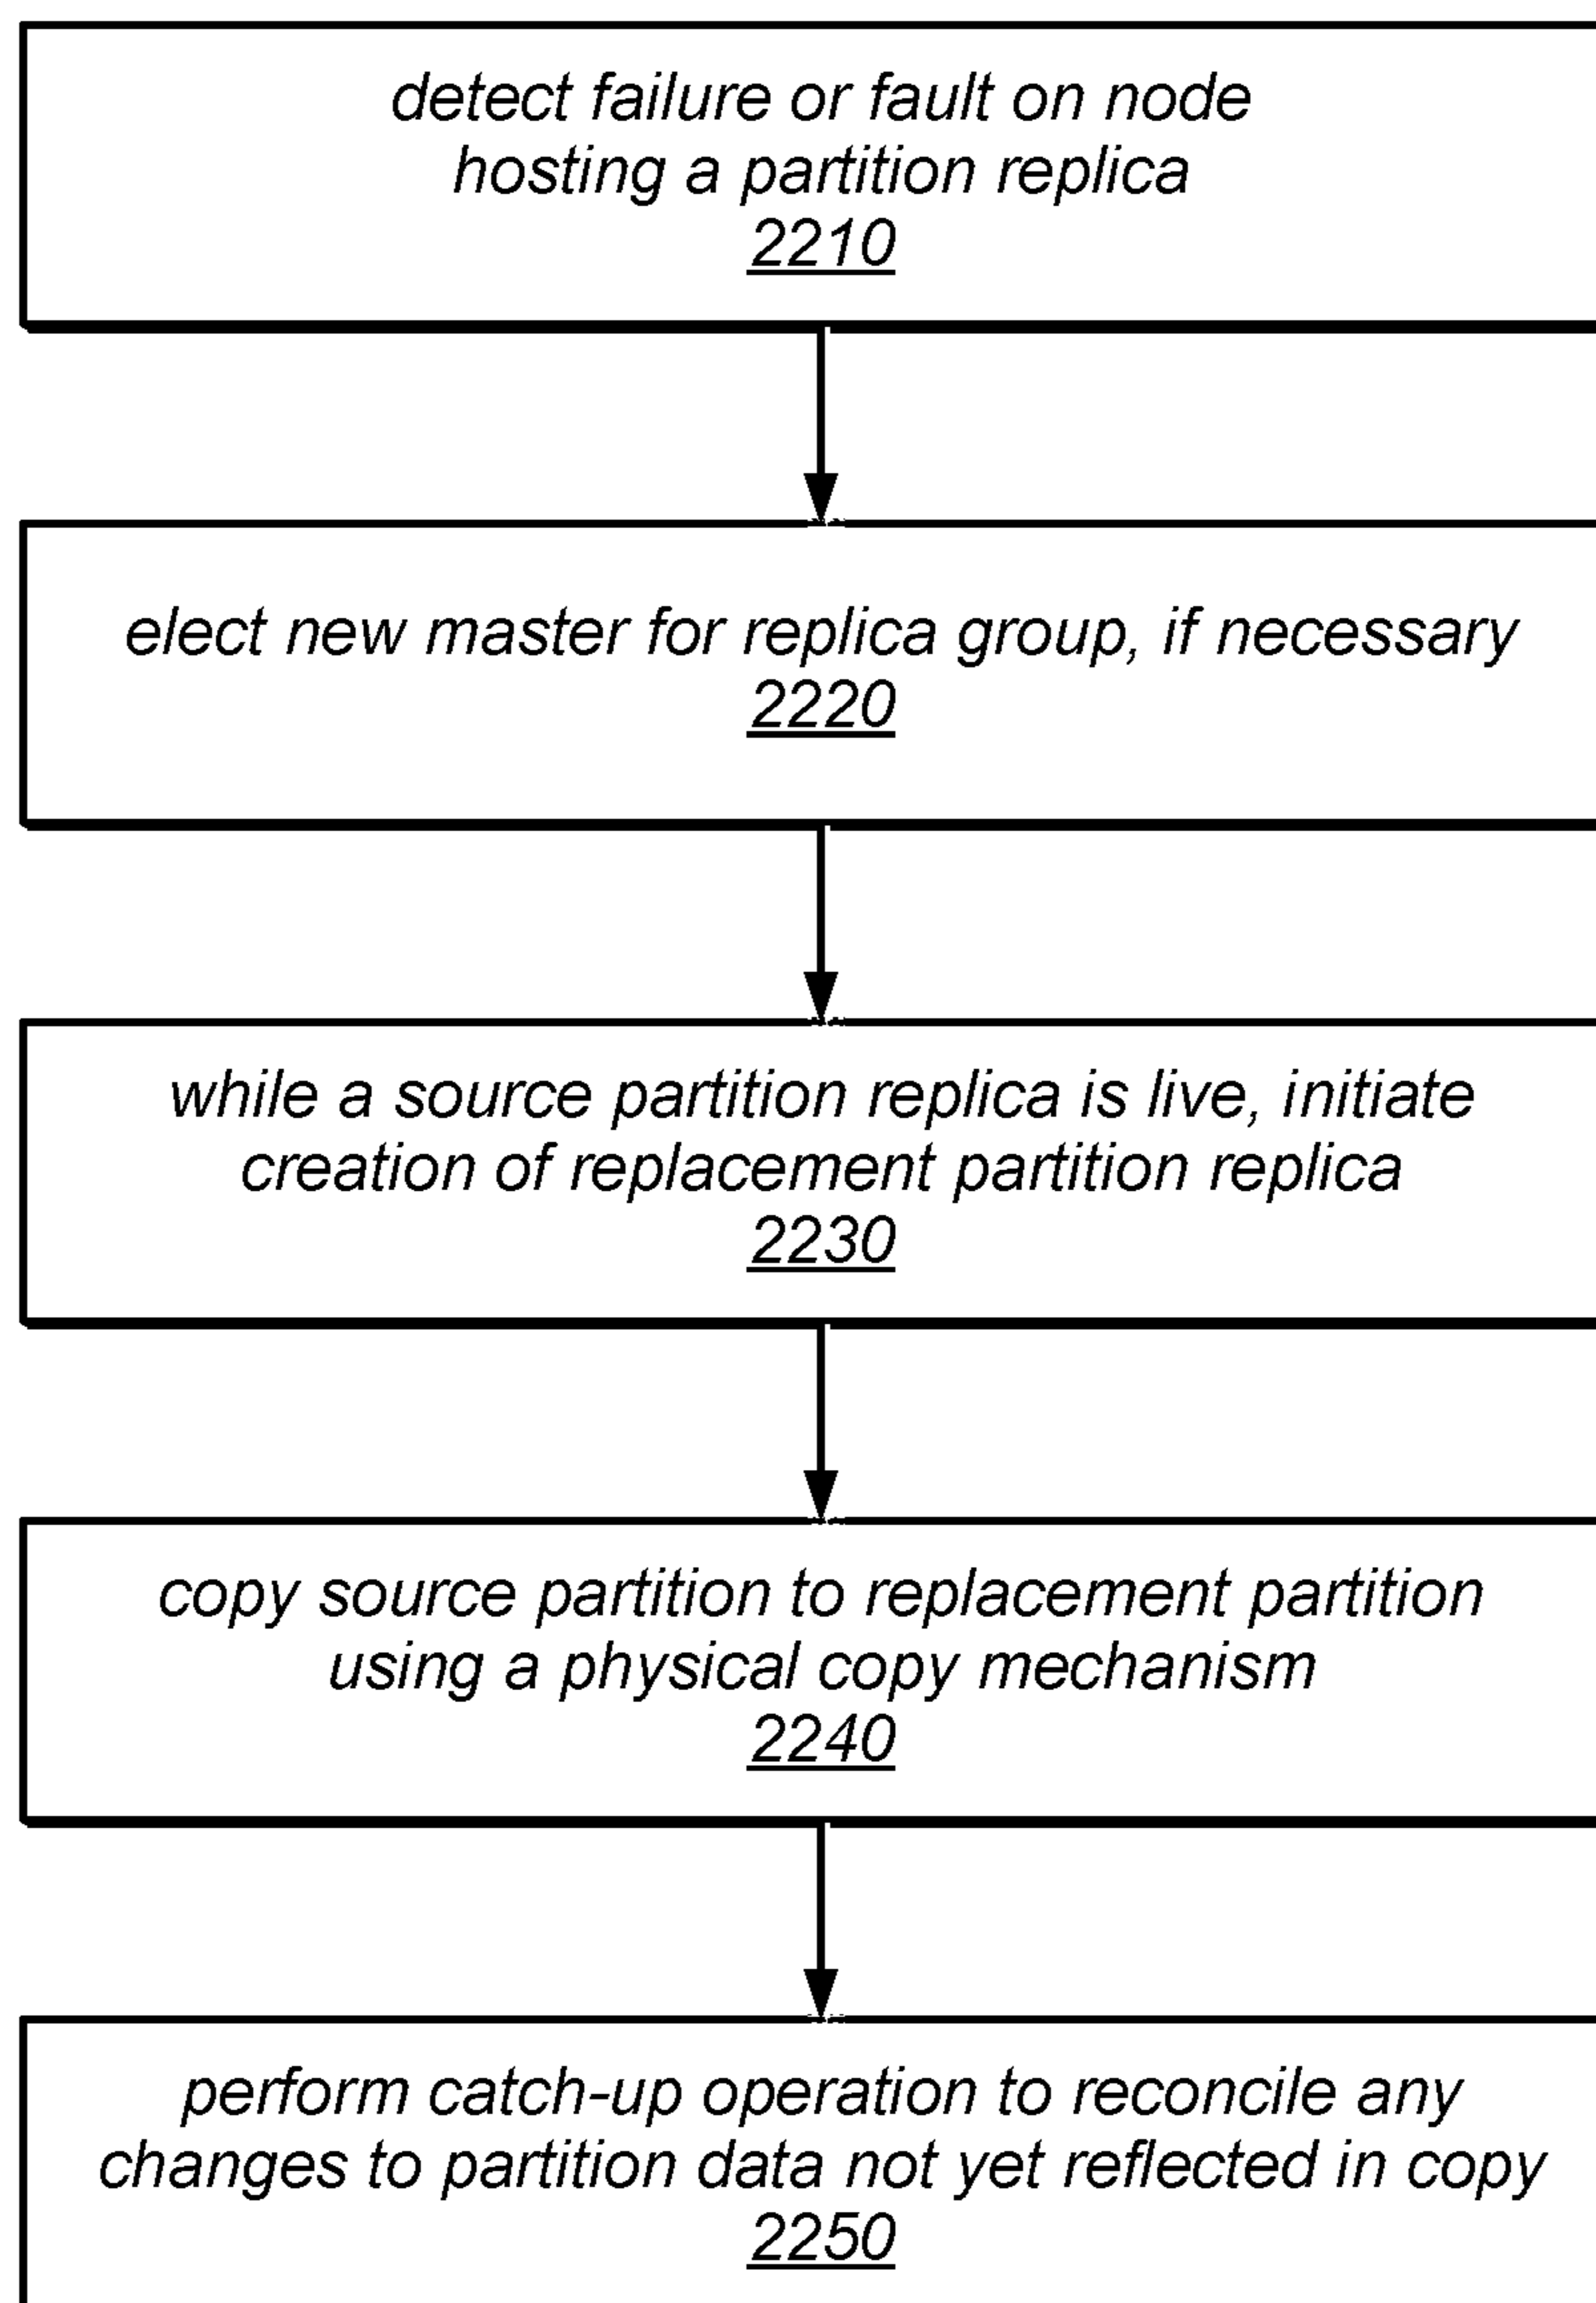 detect failure or fault on node
hosting a partition replica
2210
elect new master for replica group, if necessary
2220
while a source partition replica is live, initiate
creation of replacement partition replica
2230
copy source partition to replacement partition
using a physical copy mechanism
2240
perform catch-up operation to reconcile any
changes to partition data not yet reflected in copy
2250